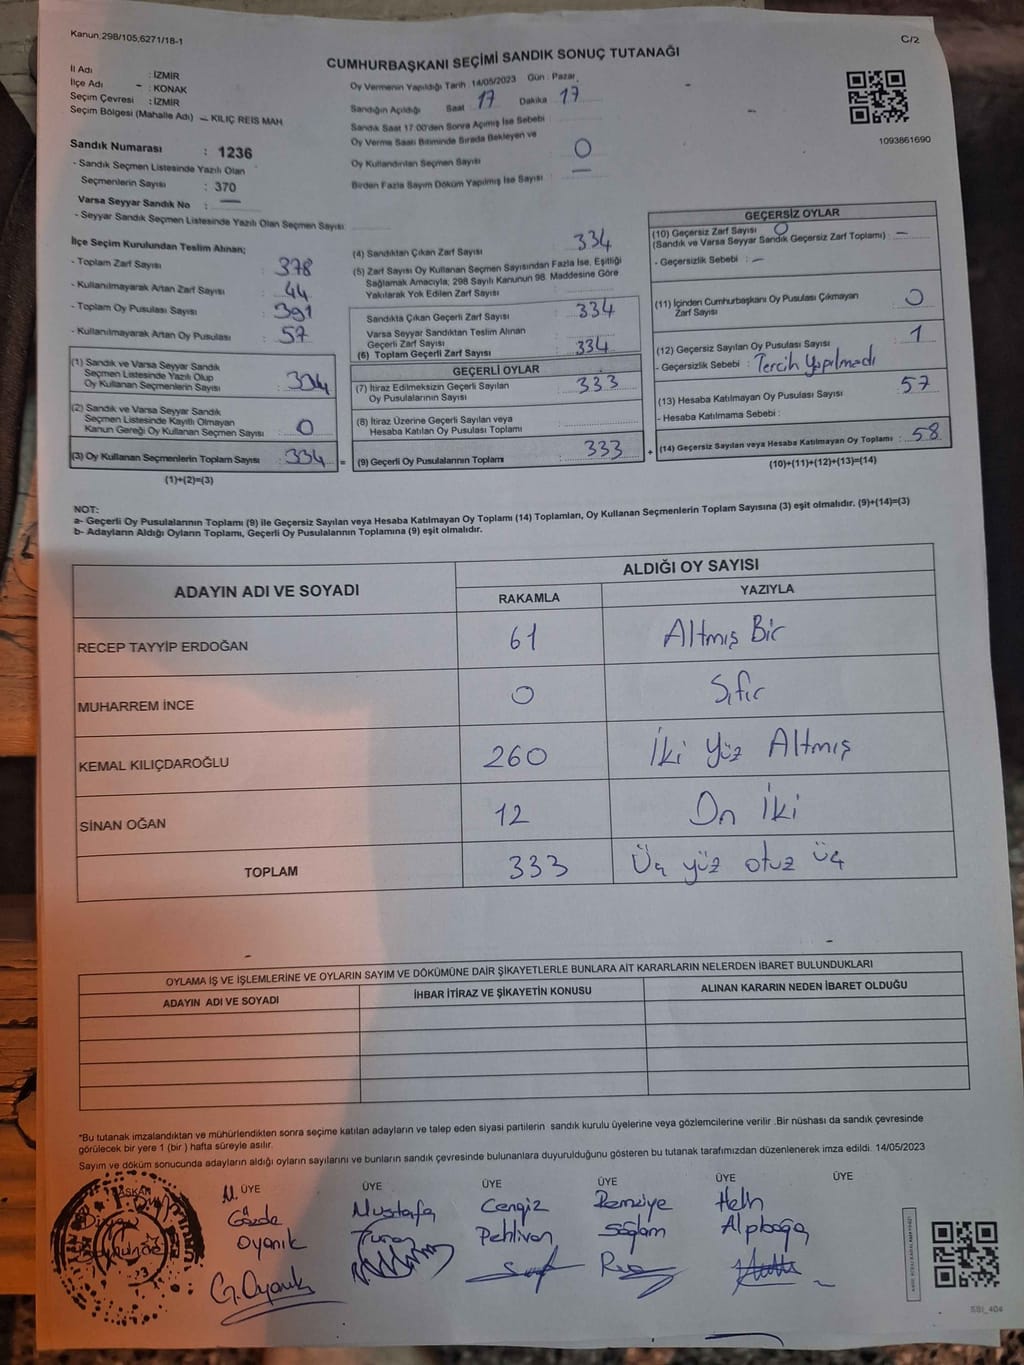 Kanun 298/105,6271/18-1
C/2
CUMHURBAŞKANI SEÇİMİ SANDIK SONUÇ TUTANAĞI
İl Adı : İZMİR
İlçe Adı - : KONAK
Seçim Çevresi : İZMİR
Seçim Bölgesi (Mahalle Adı) - KILIÇ REİS MAH
Oy Vermenin Yapıldığı Tarih 14/05/2023 Gün : Pazar
Sandığın Açıldığı Saat 17 Dakika 17
Sandık Saat 17.00'den Sonra Açımış İse Sebebi :
Oy Verme Saati Bitiminde Sırada Bekleyen ve
Oy Kullandırılan Seçmen Sayısı 0
Birden Fazla Sayım Döküm Yapılmış İse Sayısı : —
1093861690
Sandık Numarası : 1236
- Sandık Seçmen Listesinde Yazılı Olan
Seçmenlerin Sayısı : 370
Varsa Seyyar Sandık No : —
- Seyyar Sandık Seçmen Listesinde Yazılı Olan Seçmen Sayısı:
İlçe Seçim Kurulundan Teslim Alınan;
- Toplam Zarf Sayısı : 378
- Kullanılmayarak Artan Zarf Sayısı : 44
- Toplam Oy Pusulası Sayısı : 391
- Kullanılmayarak Artan Oy Pusulası : 57
(1) Sandık ve Varsa Seyyar Sandık
Seçmen Listesinde Yazılı Olup
Oy Kullanan Seçmenlerin Sayısı : 334
(2) Sandık ve Varsa Seyyar Sandık
Seçmen Listesinde Kayıtlı Olmayan
Kanun Gereği Oy Kullanan Seçmen Sayısı : 0
(3) Oy Kullanan Seçmenlerin Toplam Sayısı : 334
(1)+(2)=(3)
(4) Sandıktan Çıkan Zarf Sayısı 334
(5) Zarf Sayısı Oy Kullanan Seçmen Sayısından Fazla İse, Eşitliği
Sağlamak Amacıyla; 298 Sayılı Kanunun 98. Maddesine Göre
Yakılarak Yok Edilen Zarf Sayısı :
Sandıkta Çıkan Geçerli Zarf Sayısı : 334
Varsa Seyyar Sandıktan Teslim Alınan
Geçerli Zarf Sayısı
(6) Toplam Geçerli Zarf Sayısı : 334
GEÇERLİ OYLAR
(7) İtiraz Edilmeksizin Geçerli Sayılan
Oy Pusulalarının Sayısı : 333
(8) İtiraz Üzerine Geçerli Sayılan veya
Hesaba Katılan Oy Pusulası Toplamı
= (9) Geçerli Oy Pusulalarının Toplamı : 333
GEÇERSİZ OYLAR
(10) Geçersiz Zarf Sayısı 0
(Sandık ve Varsa Seyyar Sandık Geçersiz Zarf Toplamı) : —
- Geçersizlik Sebebi : —
(11) İçinden Cumhurbaşkanı Oy Pusulası Çıkmayan
Zarf Sayısı : 0
(12) Geçersiz Sayılan Oy Pusulası Sayısı : 1
- Geçersizlik Sebebi : Tercih Yapılmadı
(13) Hesaba Katılmayan Oy Pusulası Sayısı : 57
- Hesaba Katılmama Sebebi :
+ (14) Geçersiz Sayılan veya Hesaba Katılmayan Oy Toplamı : 58
(10)+(11)+(12)+(13)=(14)
NOT:
a- Geçerli Oy Pusulalarının Toplamı (9) ile Geçersiz Sayılan veya Hesaba Katılmayan Oy Toplamı (14) Toplamları, Oy Kullanan Seçmenlerin Toplam Sayısına (3) eşit olmalıdır. (9)+(14)=(3)
b- Adayların Aldığı Oyların Toplamı, Geçerli Oy Pusulalarının Toplamına (9) eşit olmalıdır.
ADAYIN ADI VE SOYADI
ALDIĞI OY SAYISI
RAKAMLA YAZIYLA
RECEP TAYYİP ERDOĞAN 61 Altmış Bir
MUHARREM İNCE 0 Sıfır
KEMAL KILIÇDAROĞLU 260 İki Yüz Altmış
SİNAN OĞAN 12 On İki
TOPLAM 333 Üç yüz otuz üç
OYLAMA İŞ VE İŞLEMLERİNE VE OYLARIN SAYIM VE DÖKÜMÜNE DAİR ŞİKAYETLERLE BUNLARA AİT KARARLARIN NELERDEN İBARET BULUNDUKLARI
ADAYIN ADI VE SOYADI İHBAR İTİRAZ VE ŞİKAYETİN KONUSU ALINAN KARARIN NEDEN İBARET OLDUĞU
*Bu tutanak imzalandıktan ve mühürlendikten sonra seçime katılan adayların ve talep eden siyasi partilerin sandık kurulu üyelerine veya gözlemcilerine verilir .Bir nüshası da sandık çevresinde
görülecek bir yere 1 (bir ) hafta süreyle asılır.
Sayım ve döküm sonucunda adayların aldığı oyların sayılarını ve bunların sandık çevresinde bulunanlara duyurulduğunu gösteren bu tutanak tarafımızdan düzenlenerek imza edildi. 14/05/2023
BAŞKAN ÜYE ÜYE ÜYE ÜYE ÜYE ÜYE
M. Gözde Mustafa Cengiz Remziye
Oyanık Turan Pehlivan Sağlam Alpboğa
G.Oyanık
SSI_404